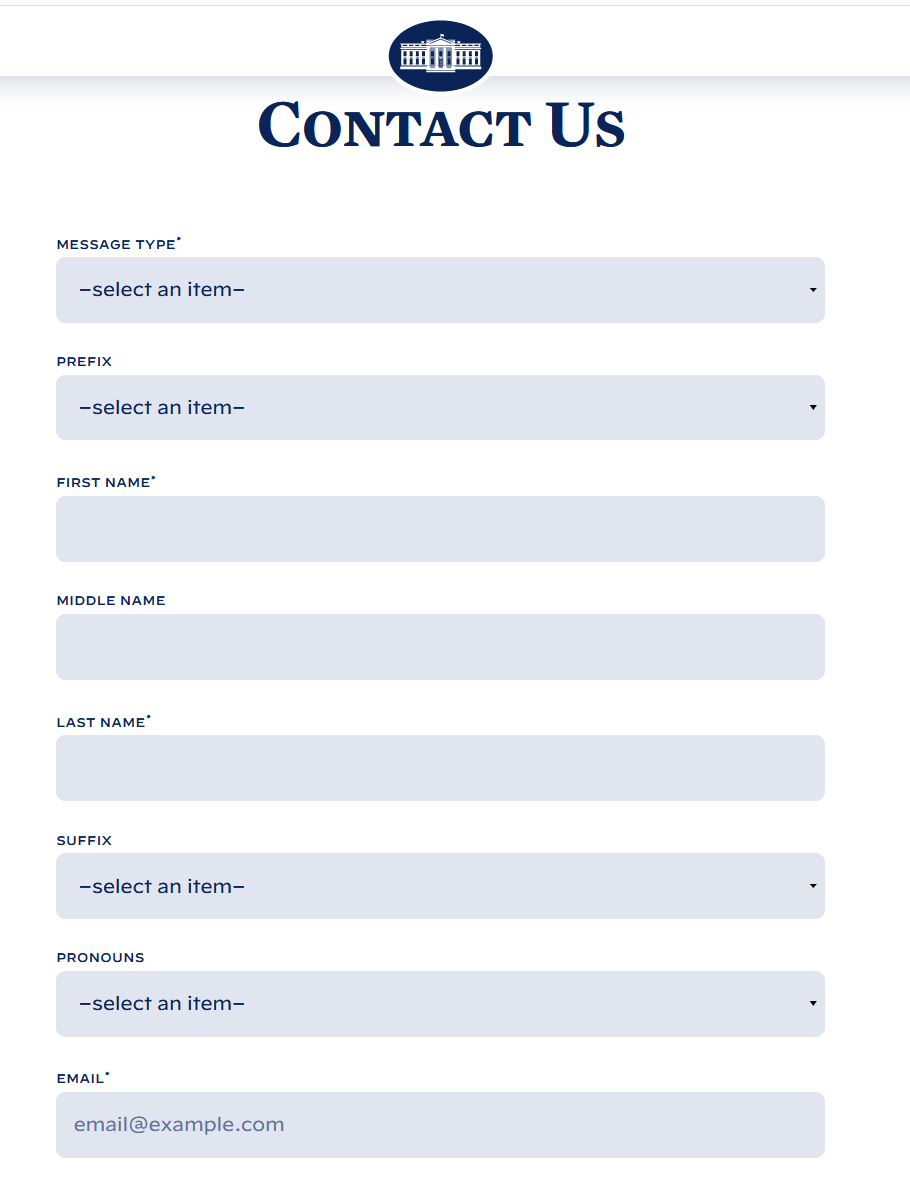 Contact Us
MESSAGE TYPE*
–select an item–
PREFIX
–select an item–
FIRST NAME*
MIDDLE NAME
LAST NAME*
SUFFIX
–select an item–
PRONOUNS
–select an item–
EMAIL*
email@example.com